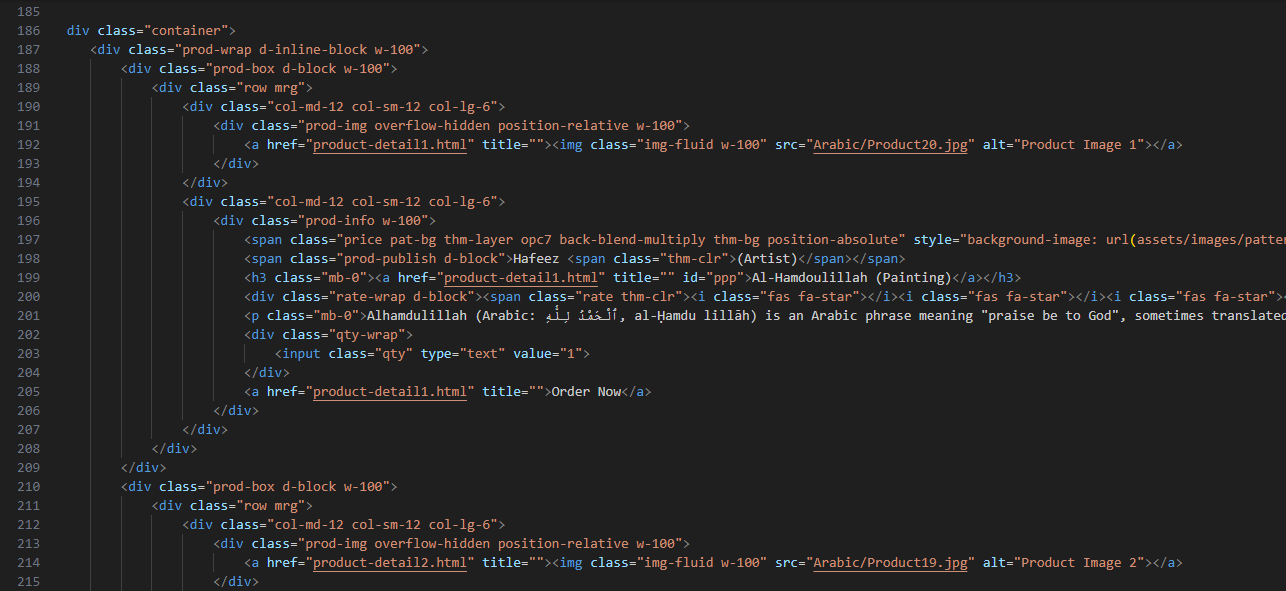 185
186 div class="container">
187 <div class="prod-wrap d-inline-block w-100">
188 <div class="prod-box d-block w-100">
189 <div class="row mrg">
190 <div class="col-md-12 col-sm-12 col-lg-6">
191 <div class="prod-img overflow-hidden position-relative w-100">
192 <a href="product-detail1.html" title=""><img class="img-fluid w-100" src="Arabic/Product20.jpg" alt="Product Image 1"></a>
193 </div>
194 </div>
195 <div class="col-md-12 col-sm-12 col-lg-6">
196 <div class="prod-info w-100">
197 <span class="price pat-bg thm-layer opc7 back-blend-multiply thm-bg position-absolute" style="background-image: url(assets/images/patter
198 <span class="prod-publish d-block">Hafeez <span class="thm-clr">(Artist)</span></span>
199 <h3 class="mb-0"><a href="product-detail1.html" title="" id="ppp">Al-Hamdoulillah (Painting)</a></h3>
200 <div class="rate-wrap d-block"><span class="rate thm-clr"><i class="fas fa-star"></i><i class="fas fa-star"></i><i class="fas fa-star"><
201 <p class="mb-0">Alhamdulillah (Arabic: ٱلْحَمْدُ لِلَّٰهِ, al-Ḥamdu lillāh) is an Arabic phrase meaning "praise be to God", sometimes translated
202 <div class="qty-wrap">
203 <input class="qty" type="text" value="1">
204 </div>
205 <a href="product-detail1.html" title="">Order Now</a>
206 </div>
207 </div>
208 </div>
209 </div>
210 <div class="prod-box d-block w-100">
211 <div class="row mrg">
212 <div class="col-md-12 col-sm-12 col-lg-6">
213 <div class="prod-img overflow-hidden position-relative w-100">
214 <a href="product-detail2.html" title=""><img class="img-fluid w-100" src="Arabic/Product19.jpg" alt="Product Image 2"></a>
215 </div>